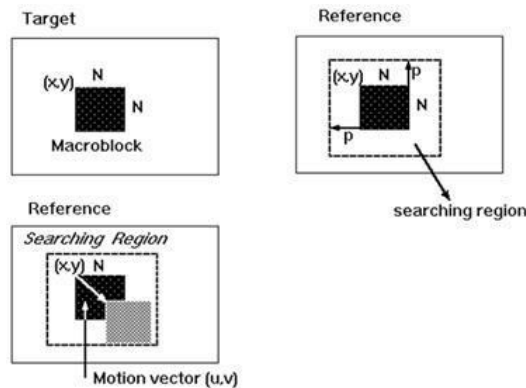 Target
(x,y) N
N
Macroblock
Reference
(x,y) N p
N
p
searching region
Reference
Searching Region
(x,y) N
Motion vector (u,v)